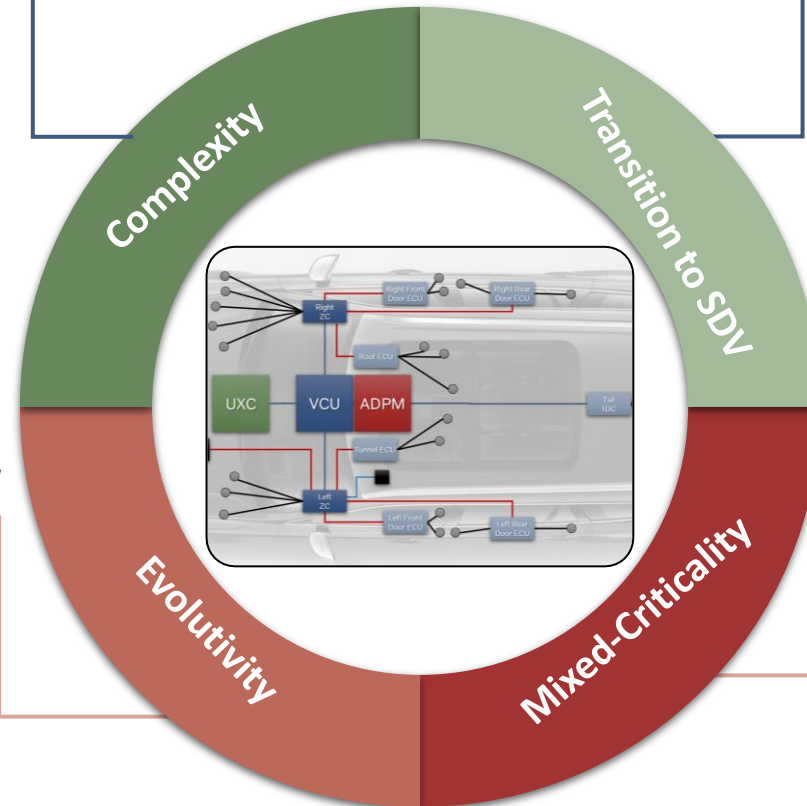 Complexity
Transition to SDV
Right Front
Door ECU
Right Rear
Door ECU
Right
ZC
Roof ECU
UXC
VCU
ADPM
Tail
IDC
Tunnel ECU
Left
ZC
Left Front
Door ECU
Left Rear
Door ECU
Evolutivity
Mixed-Criticality